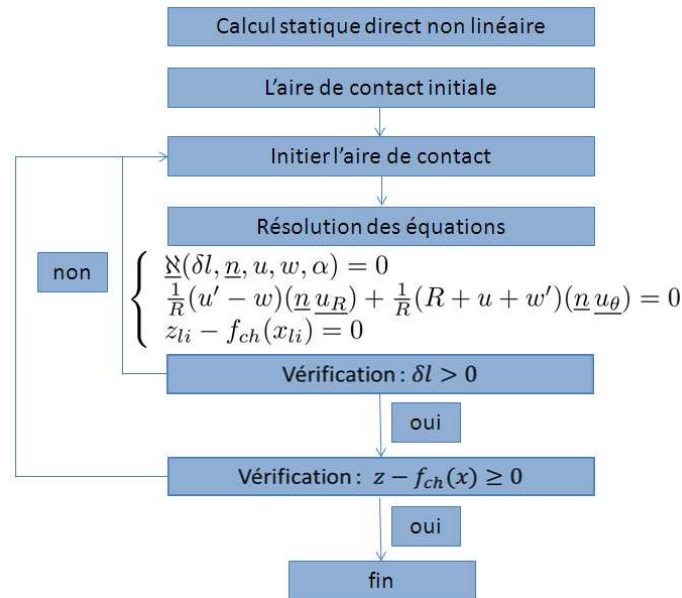 Calcul statique direct non linéaire
L'aire de contact initiale
Initier l'aire de contact
Résolution des équations
non
ℵ(δl, n, u, w, α) = 0
1/R (u′ − w)(n u_R) + 1/R (R + u + w′)(n u_θ) = 0
z_li − f_ch(x_li) = 0
Vérification : δl > 0
oui
Vérification : z − f_ch(x) ≥ 0
oui
fin